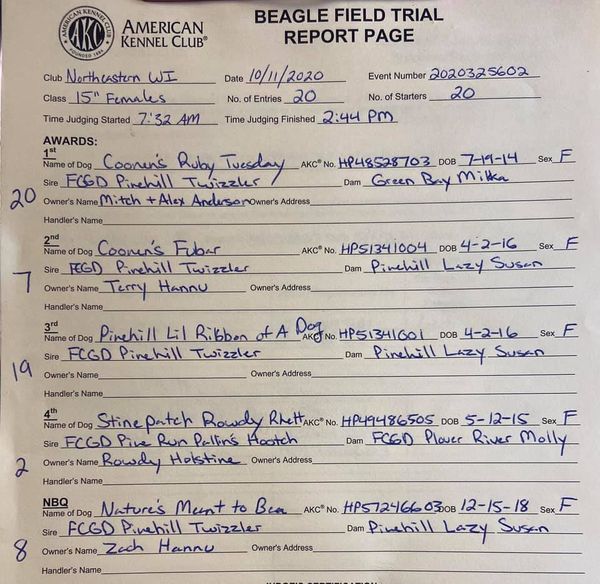 AMERICAN KENNEL CLUB
AKC
FOUNDED 1884
AMERICAN
KENNEL CLUB®
BEAGLE FIELD TRIAL
REPORT PAGE
Club Northeastern WI Date 10/11/2020 Event Number 2020325602
Class 15" Females No. of Entries 20 No. of Starters 20
Time Judging Started 7:32 AM Time Judging Finished 2:44 PM
AWARDS:
1st
Name of Dog Coonen's Ruby Tuesday AKC® No. HP48528703 DOB 7-19-14 Sex F
Sire FCGD Pinehill Twizzler Dam Green Bay Milka
20 Owner's Name Mitch + Alex Anderson Owner's Address
Handler's Name
2nd
Name of Dog Coonen's Fubar AKC® No. HP51341004 DOB 4-2-16 Sex F
Sire FCGD Pinehill Twizzler Dam Pinehill Lazy Susan
7 Owner's Name Terry Hannu Owner's Address
Handler's Name
3rd
Name of Dog Pinehill Lil Ribbon of A Dog AKC® No. HP51341001 DOB 4-2-16 Sex F
Sire FCGD Pinehill Twizzler Dam Pinehill Lazy Susan
19 Owner's Name Owner's Address
Handler's Name
4th
Name of Dog Stinepatch Rowdy Rhett AKC® No. HP49486505 DOB 5-12-15 Sex F
Sire FCGD Pine Run Pallin's Hootch Dam FCGD Plover River Molly
2 Owner's Name Rowdy Holstine Owner's Address
Handler's Name
NBQ
Name of Dog Nature's Meant to Bea AKC® No. HP57246603 DOB 12-15-18 Sex F
Sire FCGD Pinehill Twizzler Dam Pinehill Lazy Susan
8 Owner's Name Zach Hannu Owner's Address
Handler's Name